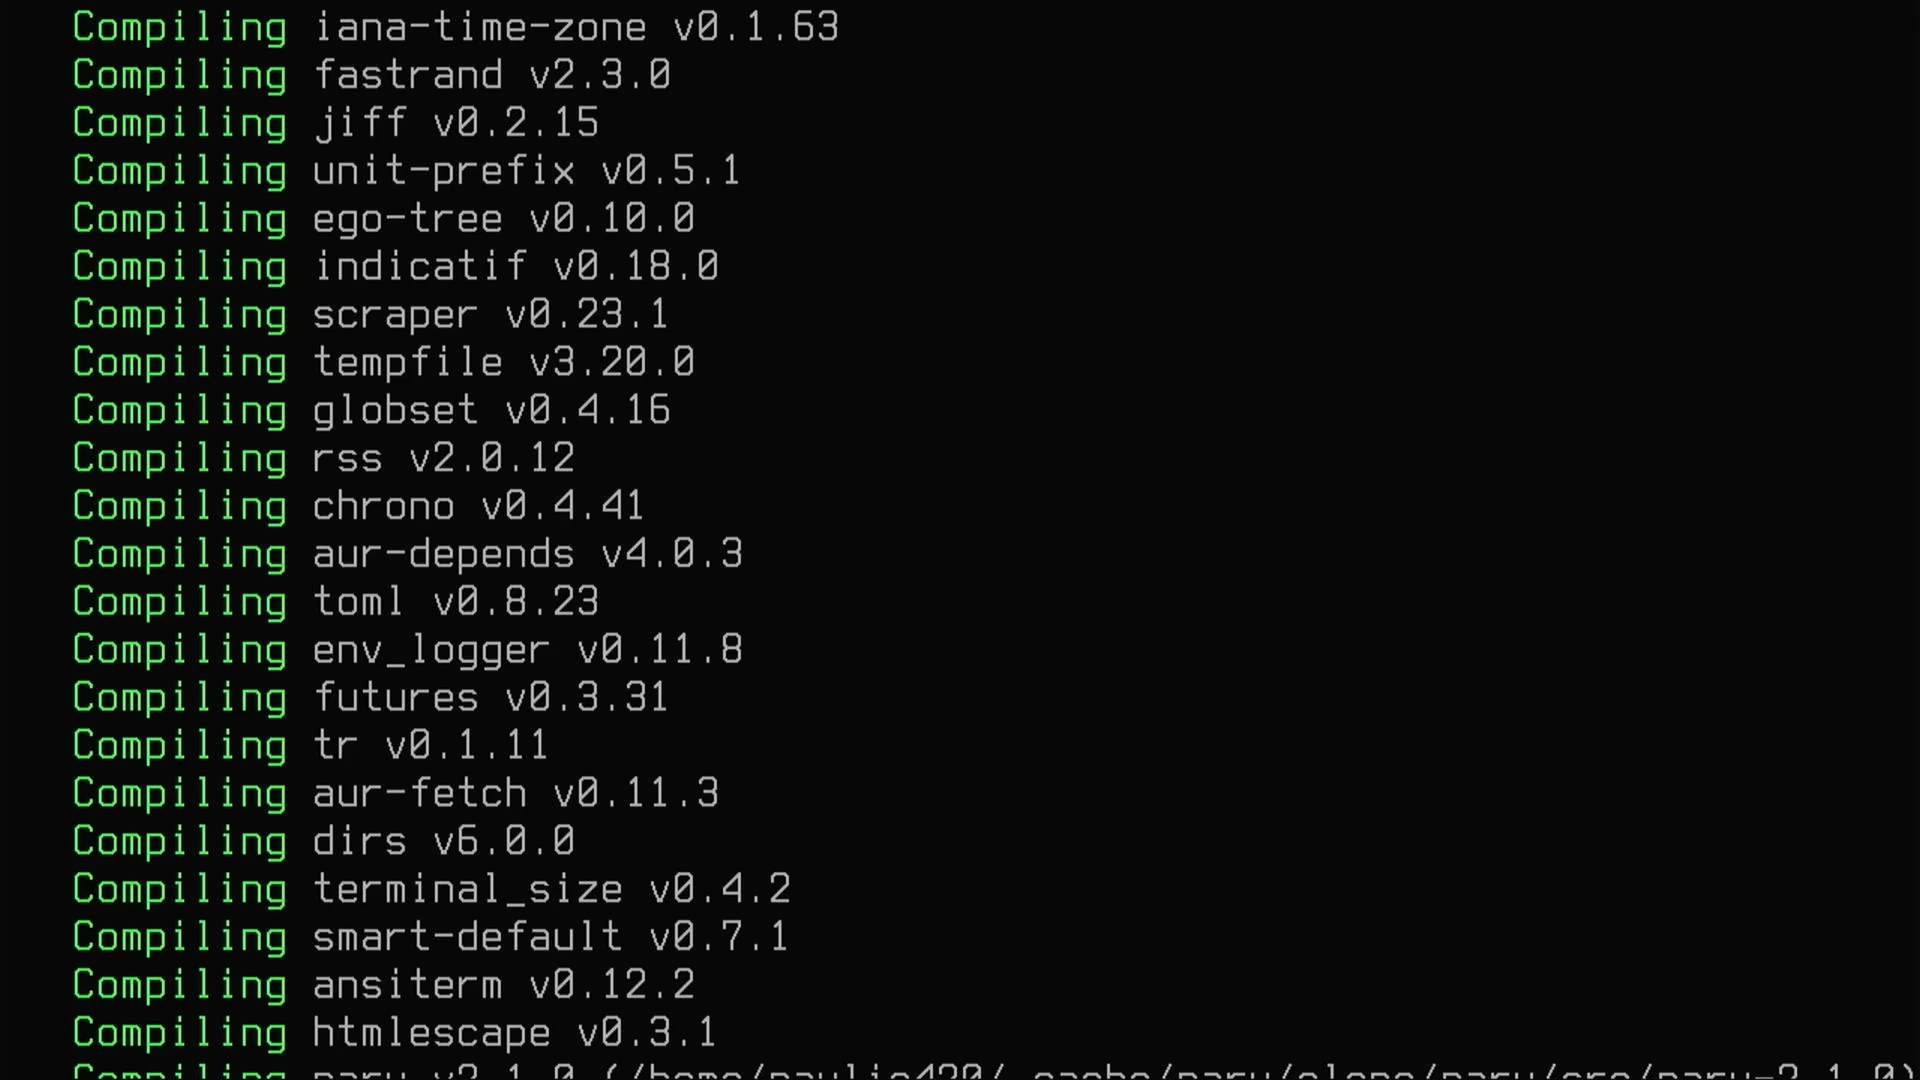 Compiling iana-time-zone v0.1.63
Compiling fastrand v2.3.0
Compiling jiff v0.2.15
Compiling unit-prefix v0.5.1
Compiling ego-tree v0.10.0
Compiling indicatif v0.18.0
Compiling scraper v0.23.1
Compiling tempfile v3.20.0
Compiling globset v0.4.16
Compiling rss v2.0.12
Compiling chrono v0.4.41
Compiling aur-depends v4.0.3
Compiling toml v0.8.23
Compiling env_logger v0.11.8
Compiling futures v0.3.31
Compiling tr v0.1.11
Compiling aur-fetch v0.11.3
Compiling dirs v6.0.0
Compiling terminal_size v0.4.2
Compiling smart-default v0.7.1
Compiling ansiterm v0.12.2
Compiling htmlescape v0.3.1
Compiling paru v2.1.0